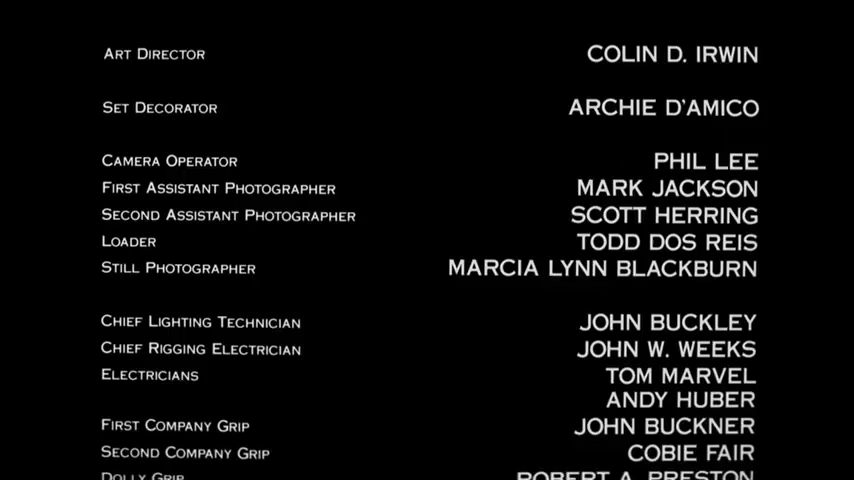 ART DIRECTOR COLIN D. IRWIN
SET DECORATOR ARCHIE D'AMICO
CAMERA OPERATOR PHIL LEE
FIRST ASSISTANT PHOTOGRAPHER MARK JACKSON
SECOND ASSISTANT PHOTOGRAPHER SCOTT HERRING
LOADER TODD DOS REIS
STILL PHOTOGRAPHER MARCIA LYNN BLACKBURN
CHIEF LIGHTING TECHNICIAN JOHN BUCKLEY
CHIEF RIGGING ELECTRICIAN JOHN W. WEEKS
ELECTRICIANS TOM MARVEL
ANDY HUBER
FIRST COMPANY GRIP JOHN BUCKNER
SECOND COMPANY GRIP COBIE FAIR
DOLLY GRIP ROBERT A. PRESTON